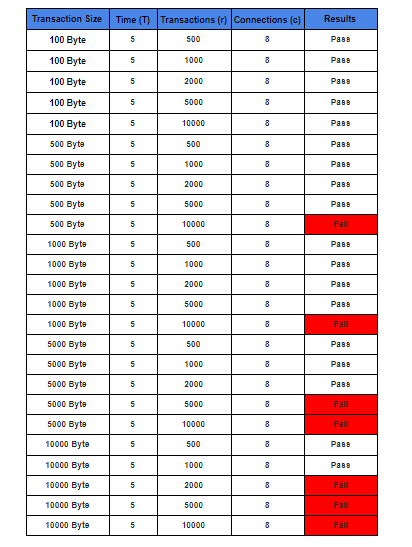 Transaction Size Time (T) Transactions (r) Connections (c) Results
100 Byte 5 500 8 Pass
100 Byte 5 1000 8 Pass
100 Byte 5 2000 8 Pass
100 Byte 5 5000 8 Pass
100 Byte 5 10000 8 Pass
500 Byte 5 500 8 Pass
500 Byte 5 1000 8 Pass
500 Byte 5 2000 8 Pass
500 Byte 5 5000 8 Pass
500 Byte 5 10000 8 Fail
1000 Byte 5 500 8 Pass
1000 Byte 5 1000 8 Pass
1000 Byte 5 2000 8 Pass
1000 Byte 5 5000 8 Pass
1000 Byte 5 10000 8 Fail
5000 Byte 5 500 8 Pass
5000 Byte 5 1000 8 Pass
5000 Byte 5 2000 8 Pass
5000 Byte 5 5000 8 Fail
5000 Byte 5 10000 8 Fail
10000 Byte 5 500 8 Pass
10000 Byte 5 1000 8 Pass
10000 Byte 5 2000 8 Fail
10000 Byte 5 5000 8 Fail
10000 Byte 5 10000 8 Fail